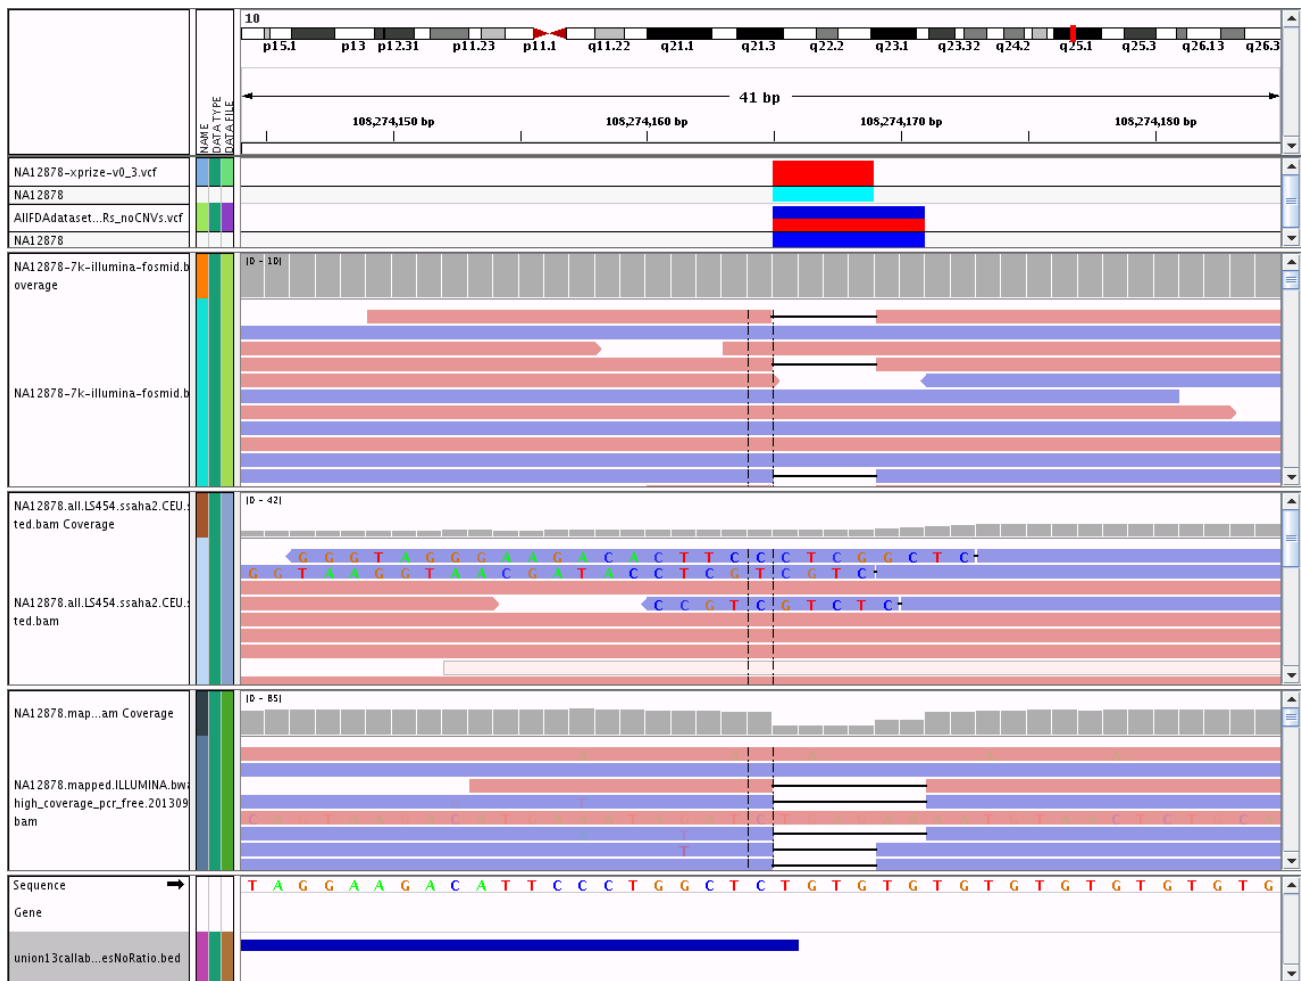 10
p15.1 p13 p12.31 p11.23 p11.1 q11.22 q21.1 q21.3 q22.2 q23.1 q23.32 q24.2 q25.1 q25.3 q26.13 q26.3
41 bp
NAME
DATA TYPE
DATA FILE
108,274,150 bp 108,274,160 bp 108,274,170 bp 108,274,180 bp
NA12878-xprize-v0_3.vcf
NA12878
AllFDAdataset...Rs_noCNVs.vcf
NA12878
NA12878-7k-illumina-fosmid.b
overage
[0 - 10]
NA12878-7k-illumina-fosmid.b
NA12878.all.LS454.ssaha2.CEU.s
ted.bam Coverage
[0 - 42]
G G G T A G G G A A G A C A C T T C C C T C G G C T C
G G T A A G G T A A C G A T A C C T C G T C G T C
C C G T C G T C T C
NA12878.all.LS454.ssaha2.CEU.s
ted.bam
NA12878.map...am Coverage
[0 - 85]
NA12878.mapped.ILLUMINA.bwa
high_coverage_pcr_free.201309
bam
T
T
Sequence
T A G G A A G A C A T T C C C T G G C T C T G T G T G T G T G T G T G T G T G T G
Gene
union13callab...esNoRatio.bed